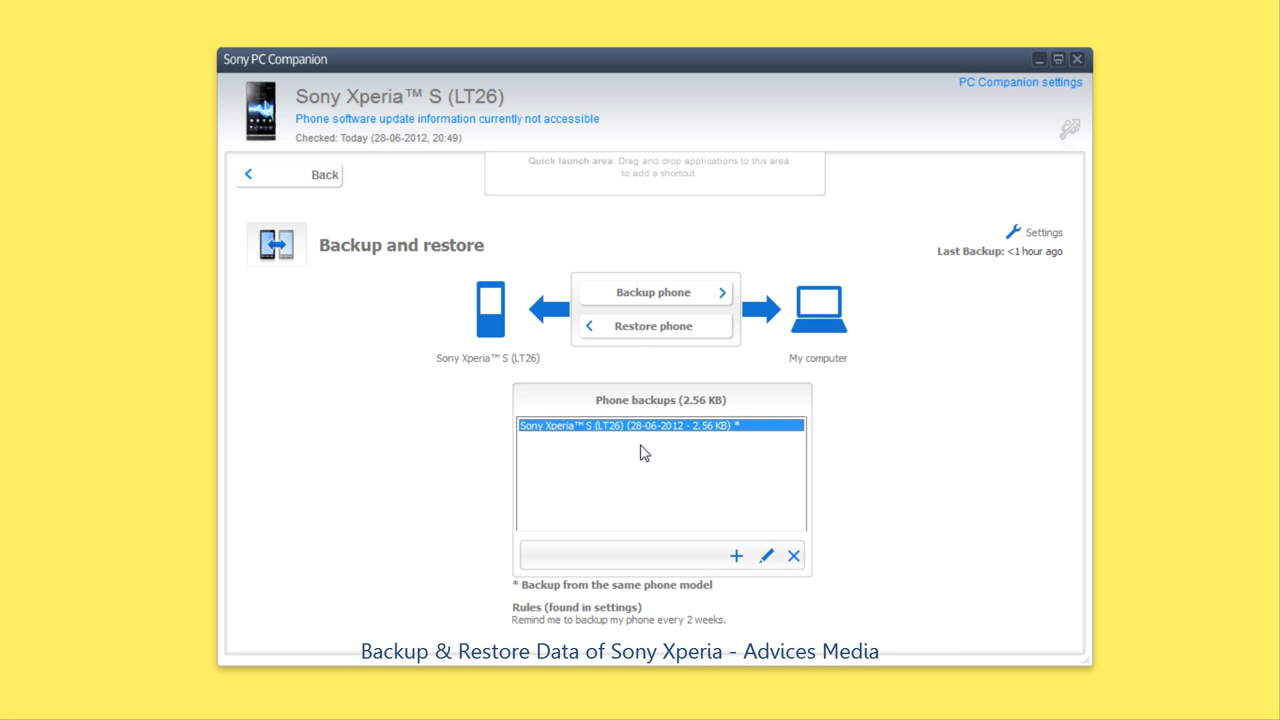 Sony PC Companion
PC Companion settings
Sony Xperia™ S (LT26)
Phone software update information currently not accessible
Checked: Today (28-06-2012, 20:49)
Quick launch area: Drag and drop applications to this area
to add a shortcut.
Back
Backup and restore
Settings
Last Backup: <1 hour ago
Backup phone
Restore phone
Sony Xperia™ S (LT26)
My computer
Phone backups (2.56 KB)
Sony Xperia™ S (LT26) (28-06-2012 - 2.56 KB) *
* Backup from the same phone model
Rules (found in settings)
Remind me to backup my phone every 2 weeks.
Backup & Restore Data of Sony Xperia - Advices Media